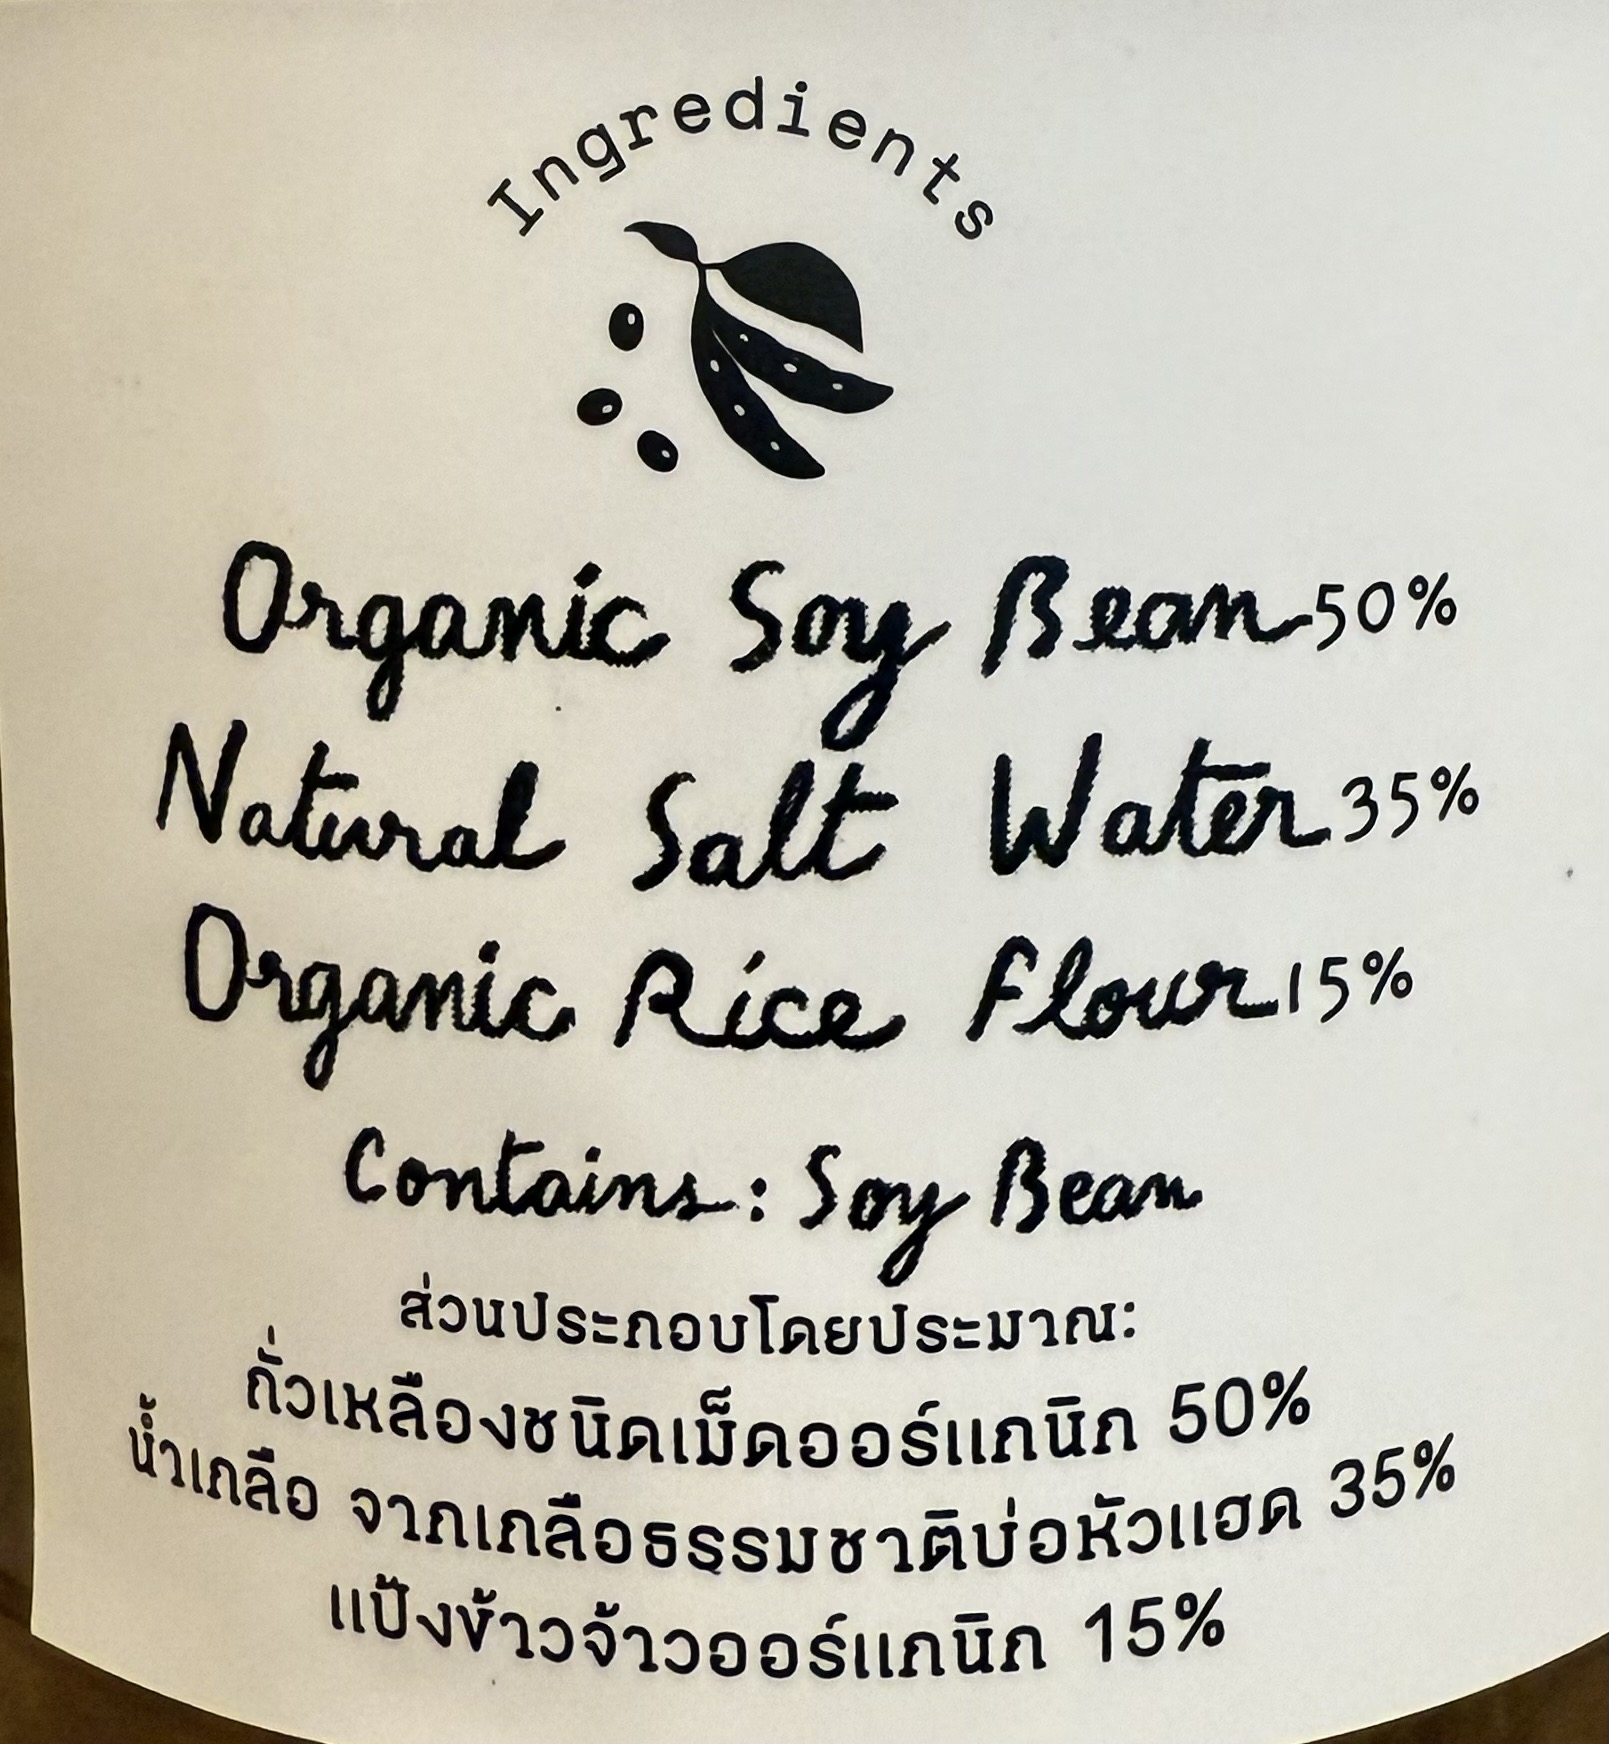 Ingredients
Organic Soy Bean 50%
Natural Salt Water 35%
Organic Rice Flour 15%
Contains: Soy Bean
ส่วนประกอบโดยประมาณ:
ถั่วเหลืองชนิดเม็ดออร์แกนิก 50%
น้ำเกลือ จากเกลือธรรมชาติบ่อหัวแฮด 35%
แป้งข้าวจ้าวออร์แกนิก 15%